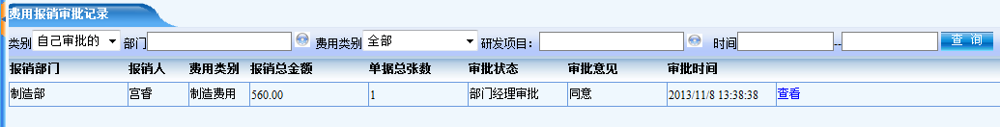 费用报销审批记录
类别 自己审批的 部门 费用类别 全部 研发项目： 时间 -- 查 询
报销部门 报销人 费用类别 报销总金额 单据总张数 审批状态 审批意见 审批时间
制造部 宫睿 制造费用 560.00 1 部门经理审批 同意 2013/11/8 13:38:38 查看